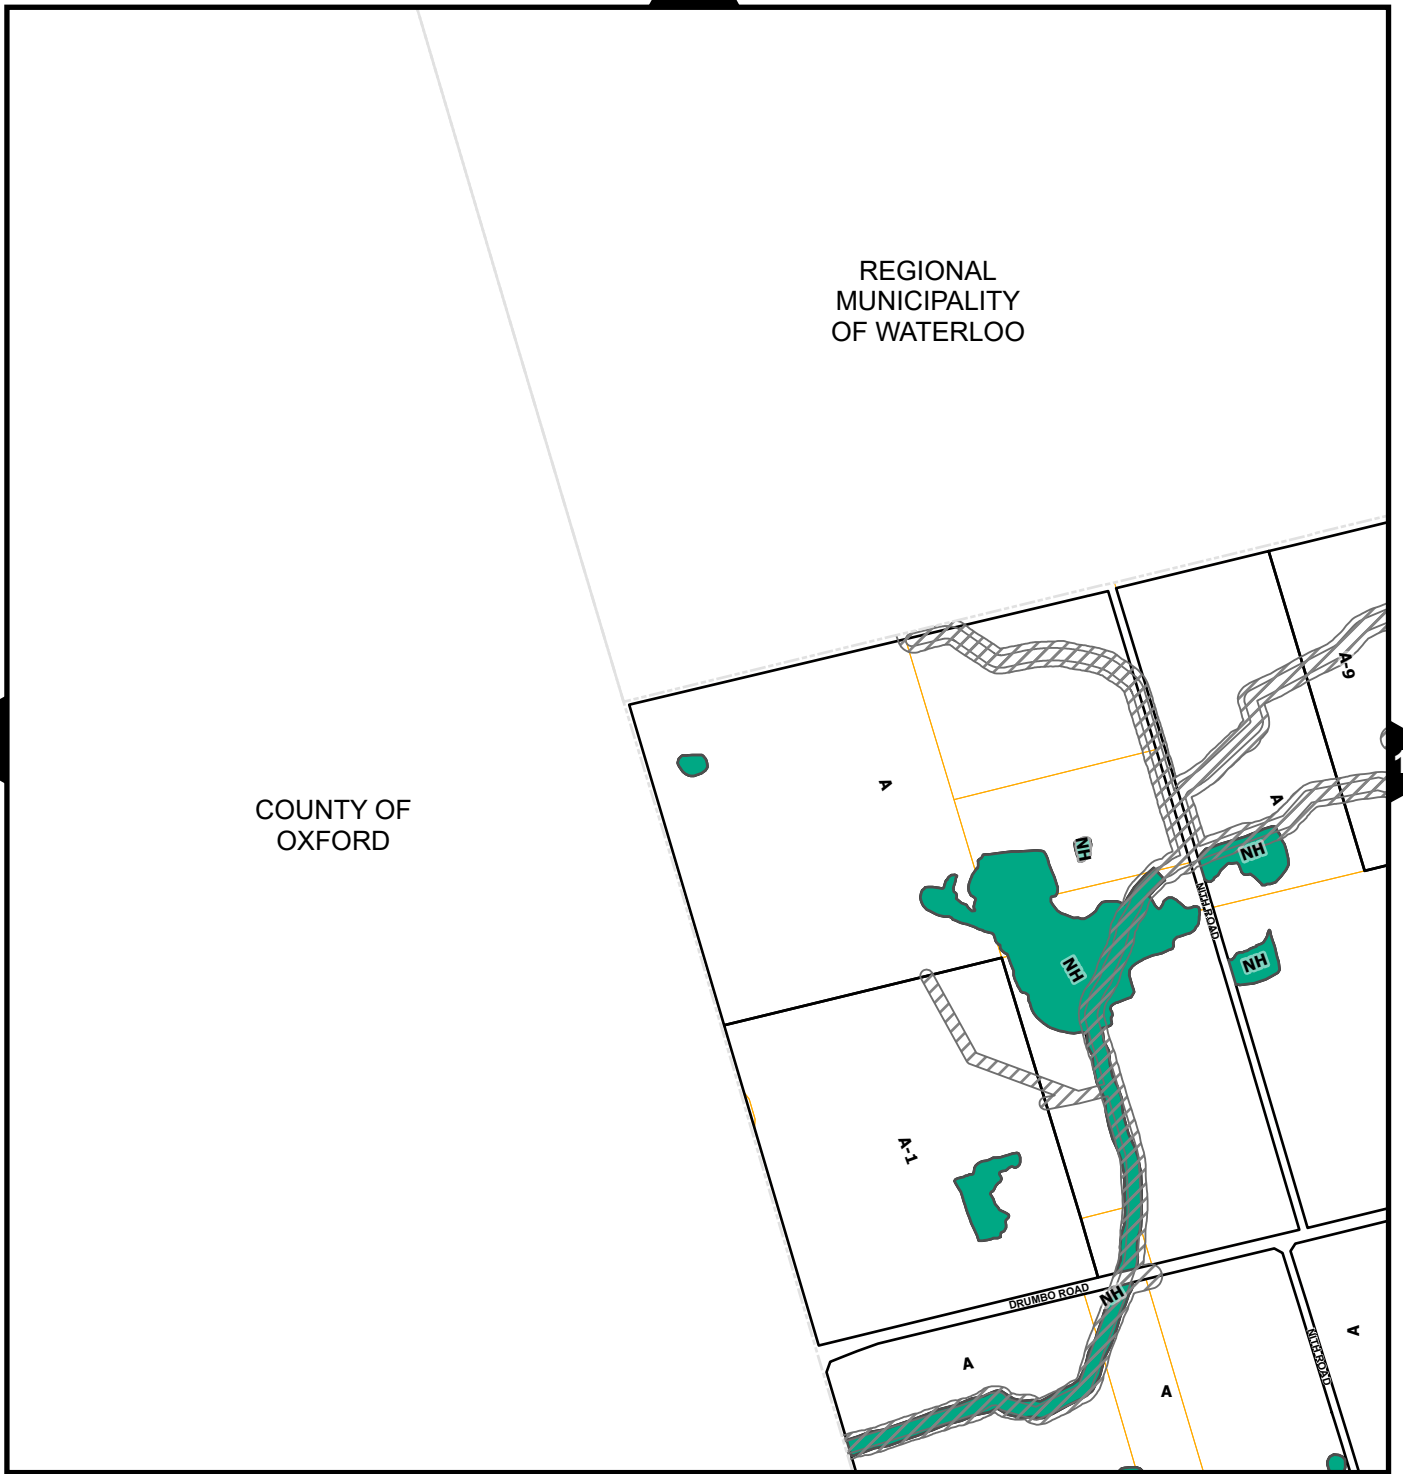 REGIONAL
MUNICIPALITY
OF WATERLOO
A-9
COUNTY OF
OXFORD
A
A
NH
NH
NITH ROAD
NH
NH
A-1
DRUMBO ROAD
NH
A
NITH ROAD
A
A